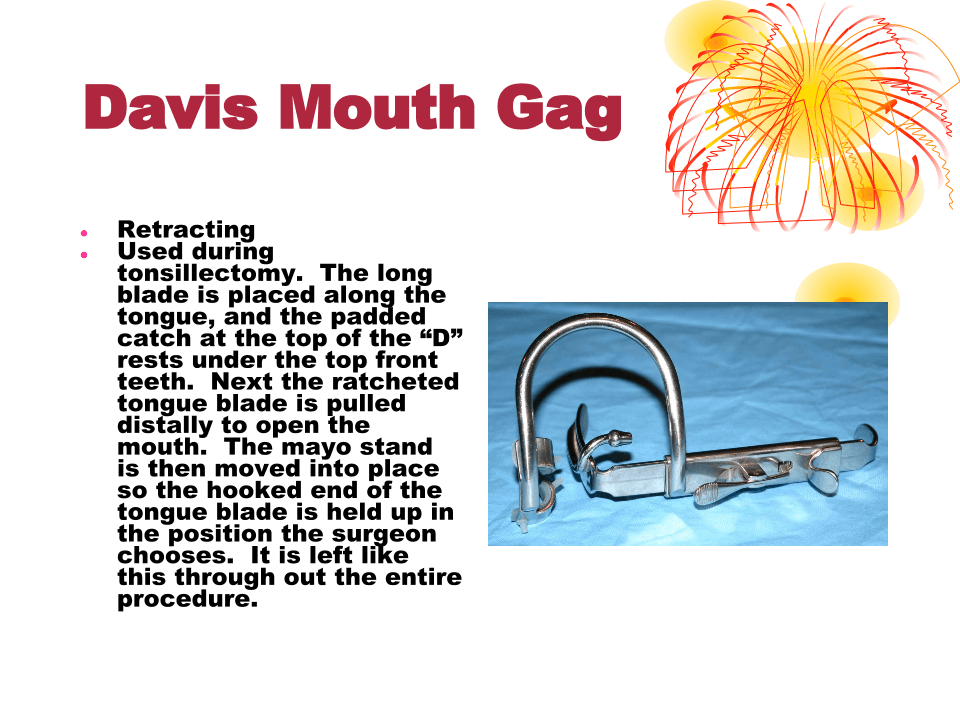 Davis Mouth Gag
Retracting
Used during
tonsillectomy.  The long
blade is placed along the
tongue, and the padded
catch at the top of the “D”
rests under the top front
teeth.  Next the ratcheted
tongue blade is pulled
distally to open the
mouth.  The mayo stand
is then moved into place
so the hooked end of the
tongue blade is held up in
the position the surgeon
chooses.  It is left like
this through out the entire
procedure.